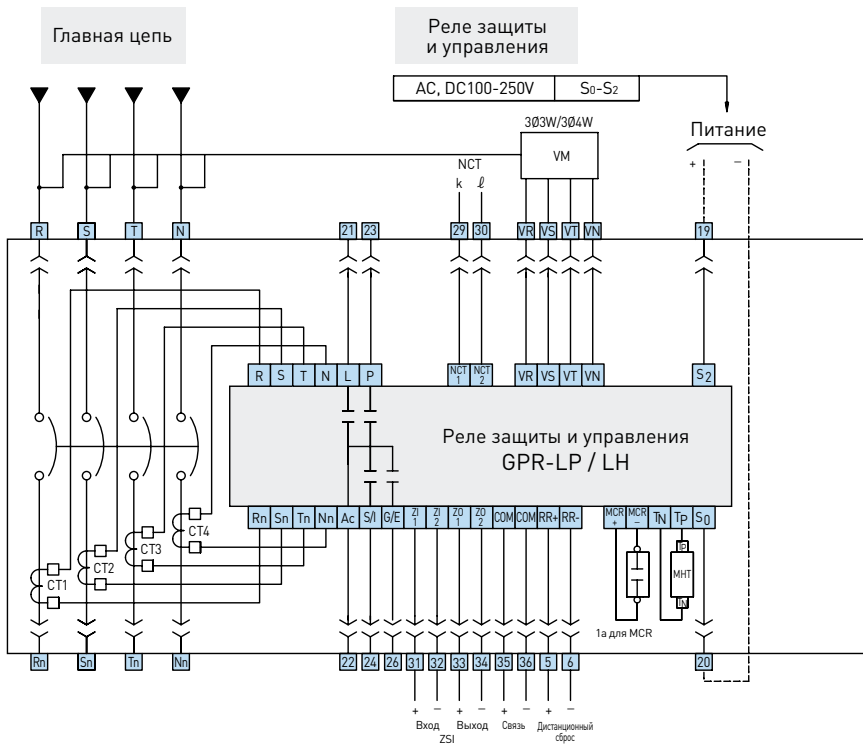 Главная цепь
Реле защиты
и управления
AC, DC100-250V S0-S2
3Ø3W/3Ø4W
Питание
VM
NCT
k ℓ
+ −
R S T N 21 23 29 30 VR VS VT VN 19
R S T N L P NCT 1 NCT 2 VR VS VT VN S2
Реле защиты и управления
GPR-LP / LH
Rn Sn Tn Nn Ac S/I G/E ZI 1 ZI 2 ZO 1 ZO 2 COM COM RR+ RR- MCR + MCR − TN TP S0
CT1 CT2 CT3 CT4
TP
MHT
TN
1a для MCR
Rn Sn Tn Nn 22 24 26 31 32 33 34 35 36 5 6 20
+ − + − + − + −
Вход Выход Связь Дистанционный
сброс
ZSI